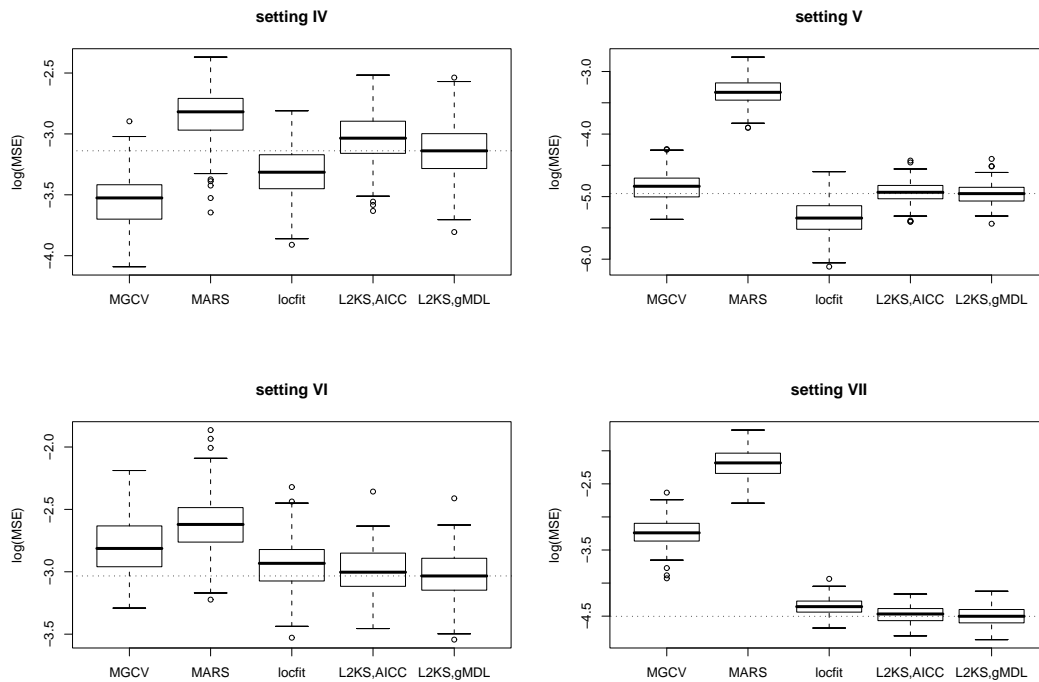 setting IV
log(MSE)
−2.5
−3.0
−3.5
−4.0
MGCV MARS locfit L2KS,AICC L2KS,gMDL
setting V
log(MSE)
−3.0
−4.0
−5.0
−6.0
MGCV MARS locfit L2KS,AICC L2KS,gMDL
setting VI
log(MSE)
−2.0
−2.5
−3.0
−3.5
MGCV MARS locfit L2KS,AICC L2KS,gMDL
setting VII
log(MSE)
−2.5
−3.5
−4.5
MGCV MARS locfit L2KS,AICC L2KS,gMDL